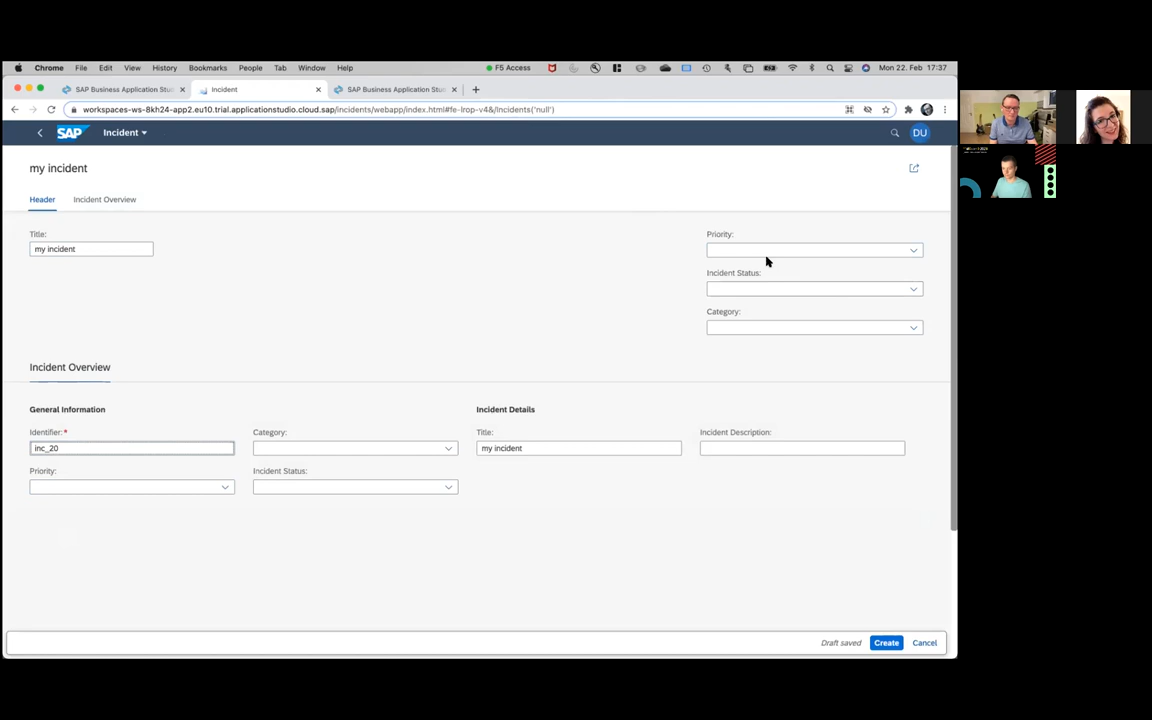 Chrome File Edit View History Bookmarks People Tab Window Help F5 Access Mon 22. Feb 17:37
SAP Business Application Stud Incident SAP Business Application Stud
workspaces-ws-8kh24-app2.eu10.trial.applicationstudio.cloud.sap/incidents/webapp/index.html#fe-lrop-v4&/Incidents('null')
SAP Incident DU
my incident
Header Incident Overview
Title: Priority:
my incident
Incident Status:
Category:
Incident Overview
General Information Incident Details
Identifier:* Category: Title: Incident Description:
inc_20 my incident
Priority: Incident Status:
Draft saved Create Cancel